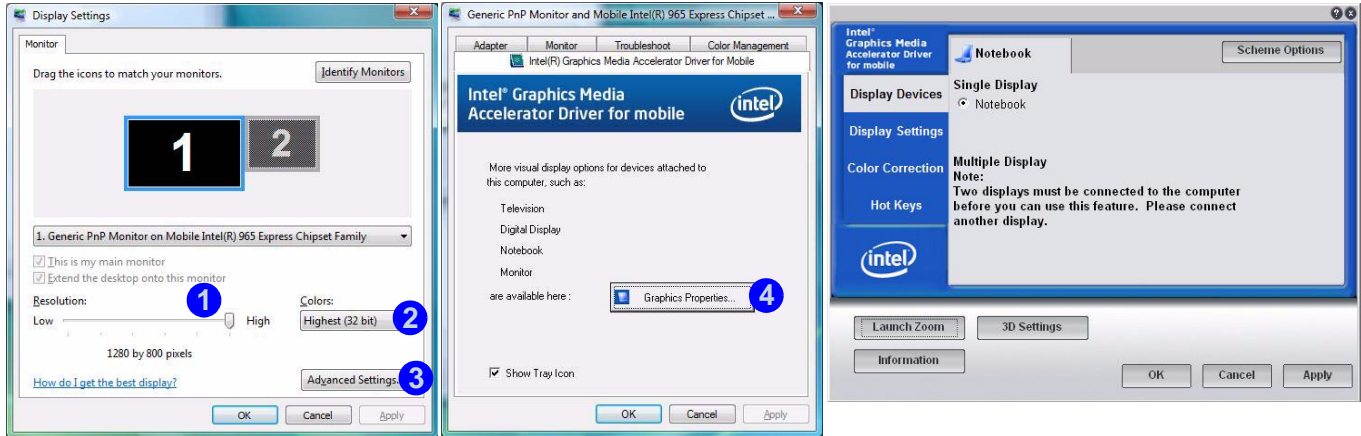 Display Settings
Monitor
Drag the icons to match your monitors.
Identify Monitors
1
2
1. Generic PnP Monitor on Mobile Intel(R) 965 Express Chipset Family
This is my main monitor
Extend the desktop onto this monitor
Resolution:
1
Colors:
Low
High
Highest (32 bit)
2
1280 by 800 pixels
How do I get the best display?
Advanced Settings...
3
OK
Cancel
Apply
Generic PnP Monitor and Mobile Intel(R) 965 Express Chipset ...
Adapter
Monitor
Troubleshoot
Color Management
Intel(R) Graphics Media Accelerator Driver for Mobile
Intel® Graphics Media
Accelerator Driver for mobile
intel
More visual display options for devices attached to
this computer, such as:
Television
Digital Display
Notebook
Monitor
are available here :
Graphics Properties...
4
Show Tray Icon
OK
Cancel
Apply
Intel®
Graphics Media
Accelerator Driver
for mobile
Notebook
Scheme Options
Display Devices
Display Settings
Color Correction
Hot Keys
intel
Single Display
Notebook
Multiple Display
Note:
Two displays must be connected to the computer
before you can use this feature. Please connect
another display.
Launch Zoom
3D Settings
Information
OK
Cancel
Apply